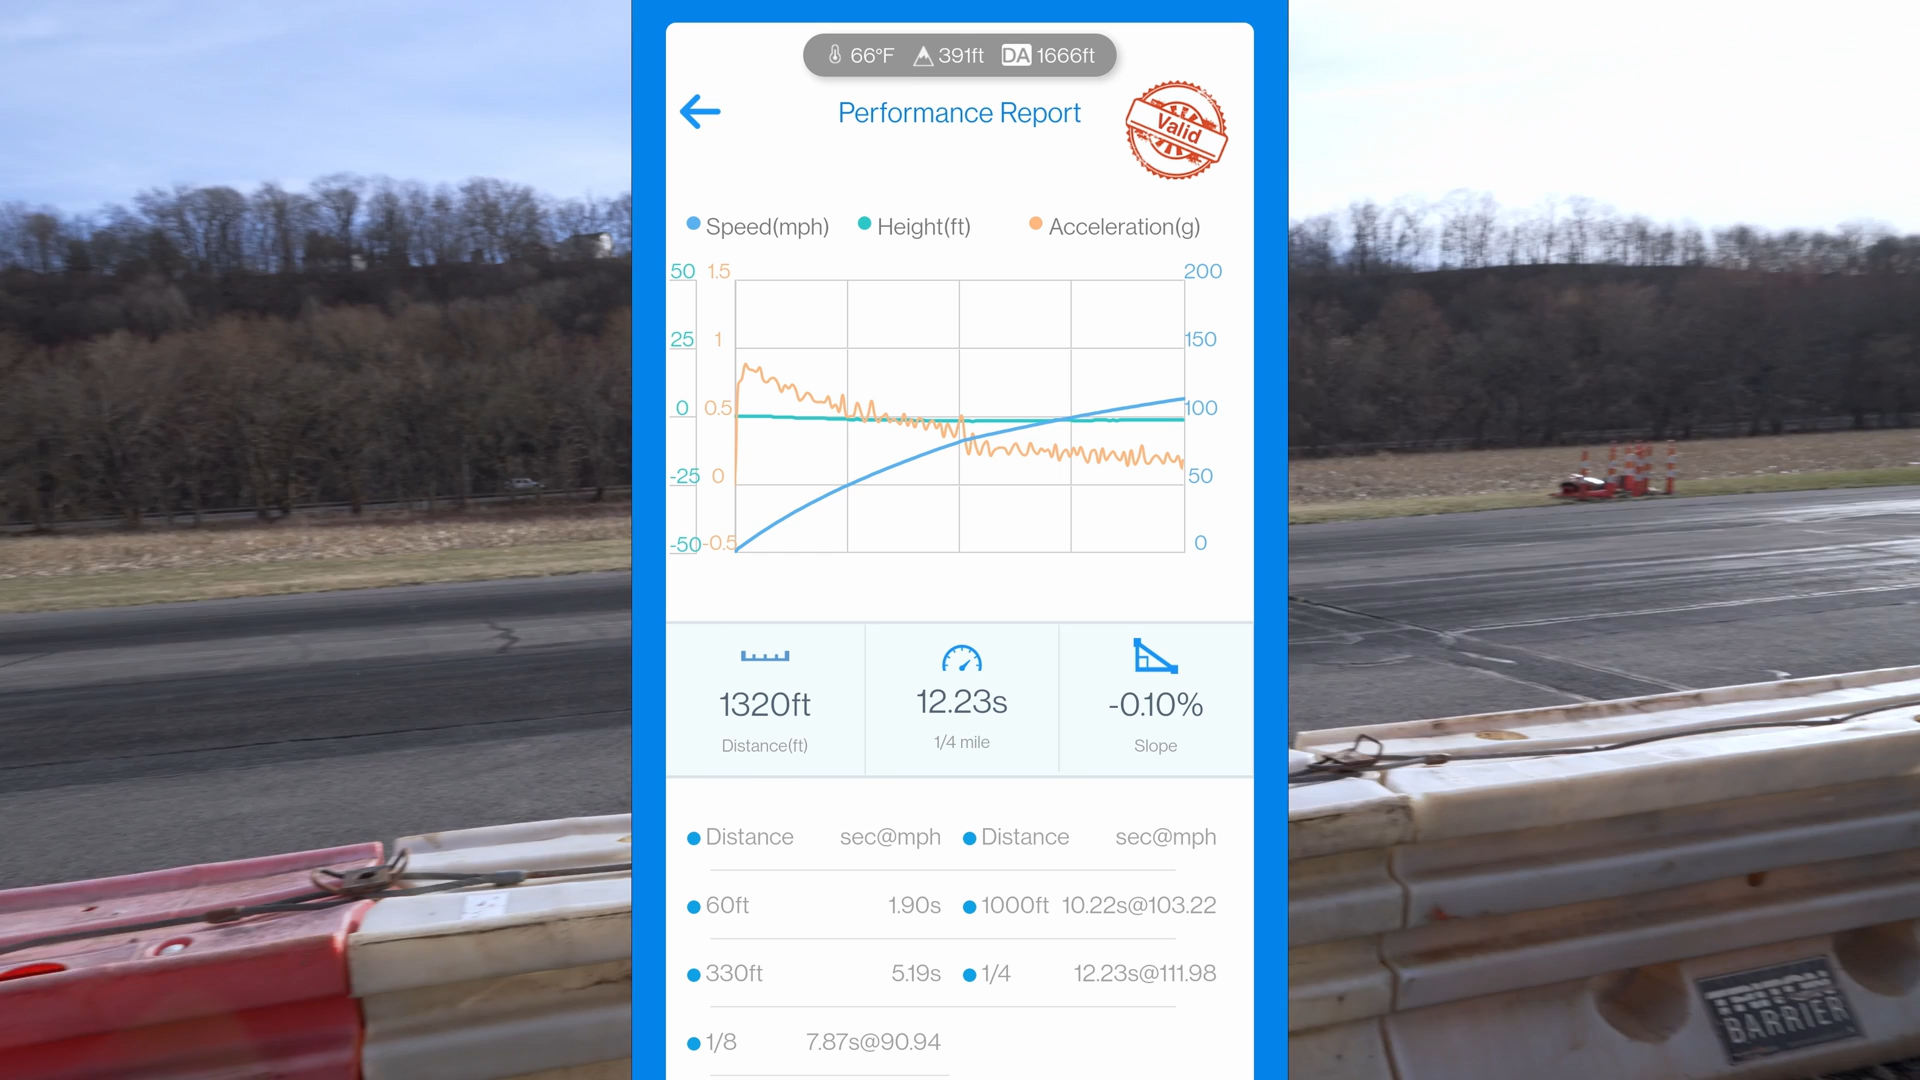 66°F 391ft DA 1666ft
Performance Report
Valid
Speed(mph) Height(ft) Acceleration(g)
50 1.5 200
25 1 150
0 0.5 100
-25 0 50
-50 -0.5 0
1320ft 12.23s -0.10%
Distance(ft) 1/4 mile Slope
Distance sec@mph Distance sec@mph
60ft 1.90s 1000ft 10.22s@103.22
330ft 5.19s 1/4 12.23s@111.98
1/8 7.87s@90.94
TRITON
BARRIER